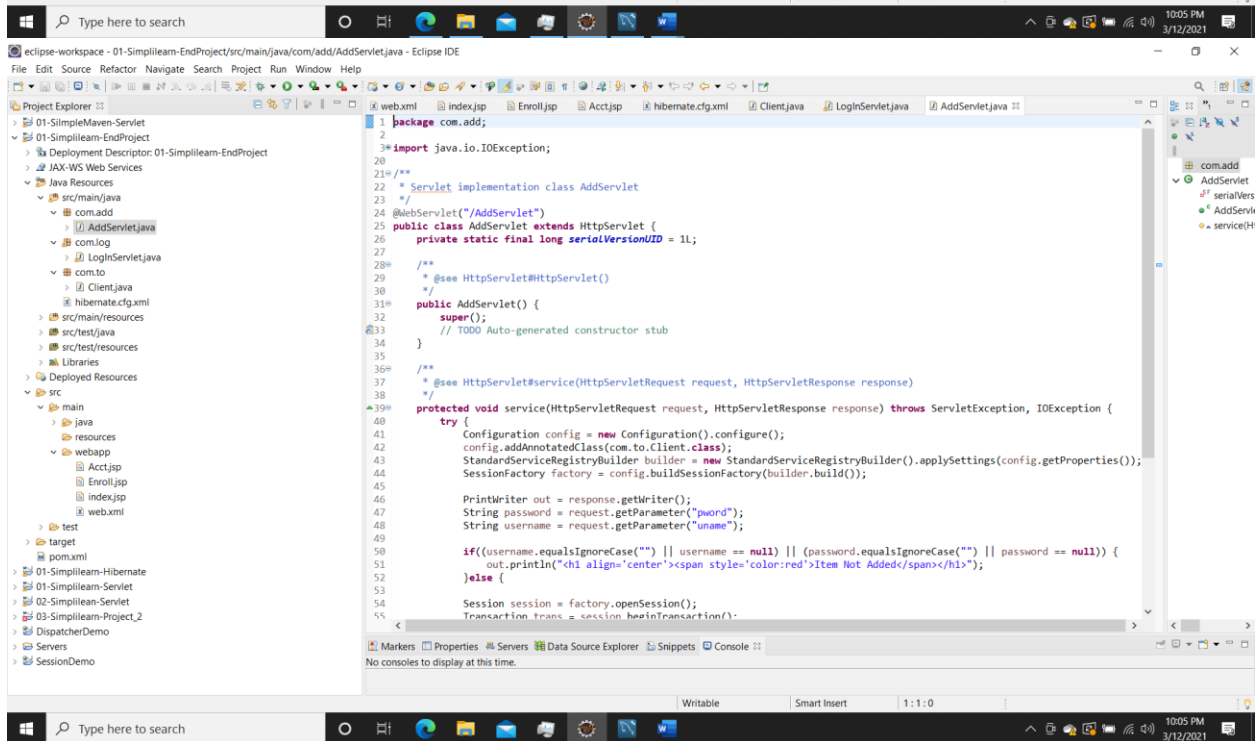 Type here to search
10:05 PM
3/12/2021
eclipse-workspace - 01-Simplilearn-EndProject/src/main/java/com/add/AddServlet.java - Eclipse IDE
File Edit Source Refactor Navigate Search Project Run Window Help
Project Explorer
01-SilmpleMaven-Servlet
01-Simplilearn-EndProject
Deployment Descriptor: 01-Simplilearn-EndProject
JAX-WS Web Services
Java Resources
src/main/java
com.add
AddServlet.java
com.log
LogInServlet.java
com.to
Client.java
hibernate.cfg.xml
src/main/resources
src/test/java
src/test/resources
Libraries
Deployed Resources
src
main
java
resources
webapp
Acct.jsp
Enroll.jsp
index.jsp
web.xml
test
target
pom.xml
01-Simplilearn-Hibernate
01-Simplilearn-Servlet
02-Simplilean-Servlet
03-Simplilearn-Project_2
DispatcherDemo
Servers
SessionDemo
web.xml index.jsp Enroll.jsp Acct.jsp hibernate.cfg.xml Client.java LogInServlet.java AddServlet.java
1 package com.add;
2
3 import java.io.IOException;
20
21 /**
22 * Servlet implementation class AddServlet
23 */
24 @WebServlet("/AddServlet")
25 public class AddServlet extends HttpServlet {
26 private static final long serialVersionUID = 1L;
27
28 /**
29 * @see HttpServlet#HttpServlet()
30 */
31 public AddServlet() {
32 super();
33 // TODO Auto-generated constructor stub
34 }
35
36 /**
37 * @see HttpServlet#service(HttpServletRequest request, HttpServletResponse response)
38 */
39 protected void service(HttpServletRequest request, HttpServletResponse response) throws ServletException, IOException {
40 try {
41 Configuration config = new Configuration().configure();
42 config.addAnnotatedClass(com.to.Client.class);
43 StandardServiceRegistryBuilder builder = new StandardServiceRegistryBuilder().applySettings(config.getProperties());
44 SessionFactory factory = config.buildSessionFactory(builder.build());
45
46 PrintWriter out = response.getWriter();
47 String password = request.getParameter("pword");
48 String username = request.getParameter("uname");
49
50 if((username.equalsIgnoreCase("") || username == null) || (password.equalsIgnoreCase("") || password == null)) {
51 out.println("<h1 align='center'><span style='color:red'>Item Not Added</span></h1>");
52 }else {
53
54 Session session = factory.openSession();
55 Transaction trans = session.beginTransaction();
com.add
AddServlet
serialVers
AddServle
service(Ht
Markers Properties Servers Data Source Explorer Snippets Console
No consoles to display at this time.
Writable Smart Insert 1:1:0
Type here to search
10:05 PM
3/12/2021